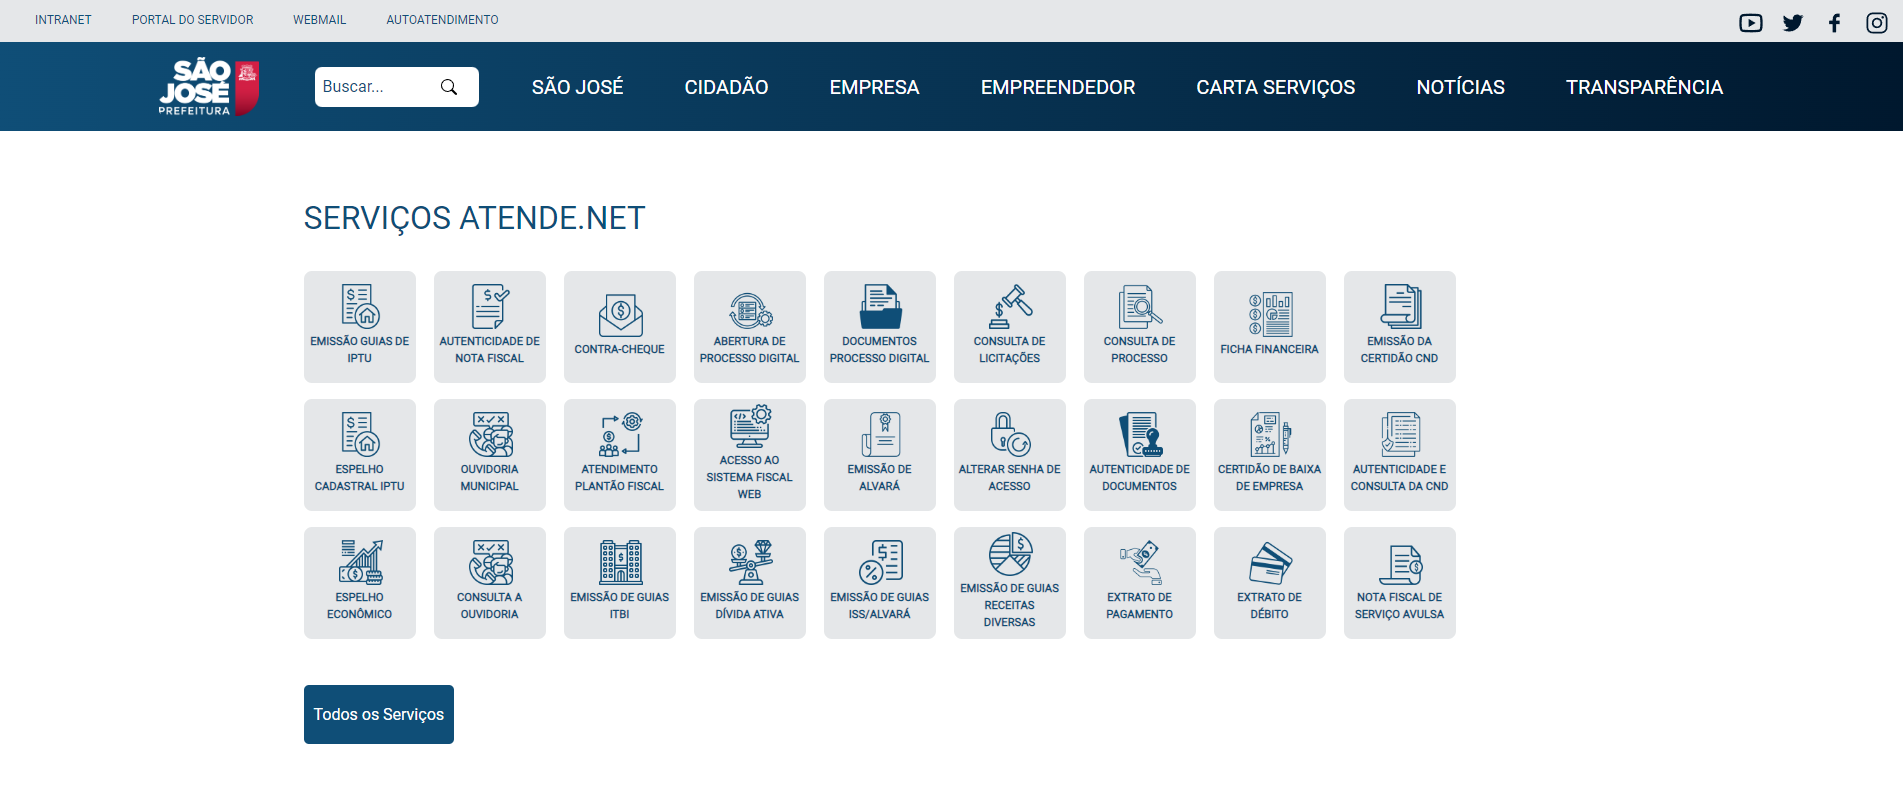 INTRANET
PORTAL DO SERVIDOR
WEBMAIL
AUTOATENDIMENTO
SÃO
JOSÉ
PREFEITURA
Buscar...
SÃO JOSÉ
CIDADÃO
EMPRESA
EMPREENDEDOR
CARTA SERVIÇOS
NOTÍCIAS
TRANSPARÊNCIA
SERVIÇOS ATENDE.NET
EMISSÃO GUIAS DE
IPTU
AUTENTICIDADE DE
NOTA FISCAL
CONTRA-CHEQUE
ABERTURA DE
PROCESSO DIGITAL
DOCUMENTOS
PROCESSO DIGITAL
CONSULTA DE
LICITAÇÕES
CONSULTA DE
PROCESSO
FICHA FINANCEIRA
EMISSÃO DA
CERTIDÃO CND
ESPELHO
CADASTRAL IPTU
OUVIDORIA
MUNICIPAL
ATENDIMENTO
PLANTÃO FISCAL
ACESSO AO
SISTEMA FISCAL
WEB
EMISSÃO DE
ALVARÁ
ALTERAR SENHA DE
ACESSO
AUTENTICIDADE DE
DOCUMENTOS
CERTIDÃO DE BAIXA
DE EMPRESA
AUTENTICIDADE E
CONSULTA DA CND
ESPELHO
ECONÔMICO
CONSULTA A
OUVIDORIA
EMISSÃO DE GUIAS
ITBI
EMISSÃO DE GUIAS
DÍVIDA ATIVA
EMISSÃO DE GUIAS
ISS/ALVARÁ
EMISSÃO DE GUIAS
RECEITAS
DIVERSAS
EXTRATO DE
PAGAMENTO
EXTRATO DE
DÉBITO
NOTA FISCAL DE
SERVIÇO AVULSA
Todos os Serviços